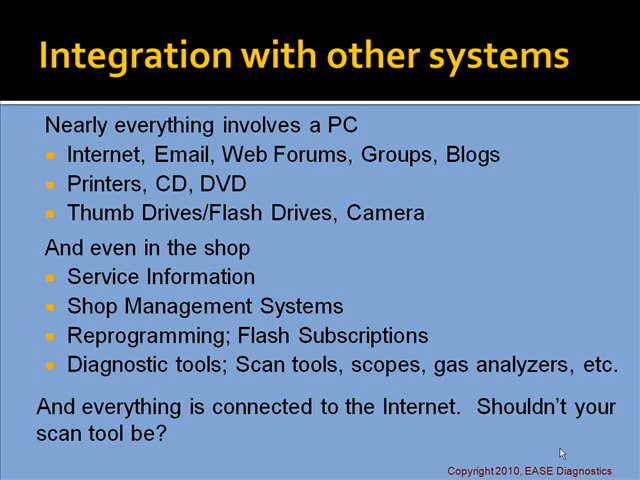 Integration with other systems
Nearly everything involves a PC
Internet, Email, Web Forums, Groups, Blogs
Printers, CD, DVD
Thumb Drives/Flash Drives, Camera
And even in the shop
Service Information
Shop Management Systems
Reprogramming; Flash Subscriptions
Diagnostic tools; Scan tools, scopes, gas analyzers, etc.
And everything is connected to the Internet.  Shouldn't your
scan tool be?
Copyright 2010, EASE Diagnostics